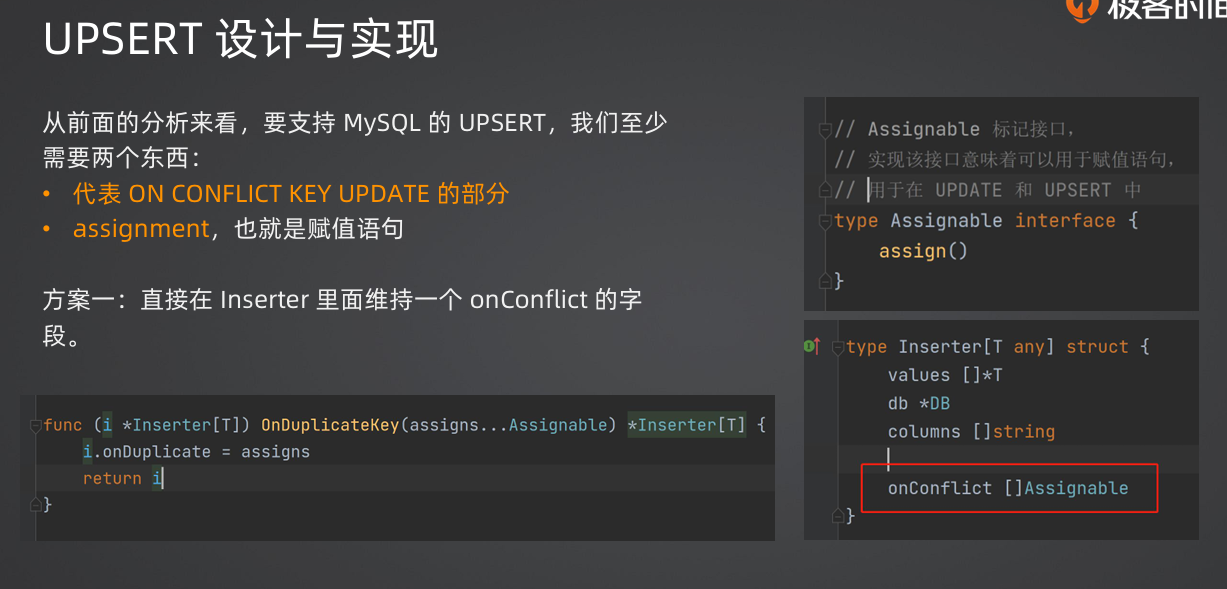 极客时间
UPSERT 设计与实现
从前面的分析来看，要支持 MySQL 的 UPSERT，我们至少
需要两个东西：
• 代表 ON CONFLICT KEY UPDATE 的部分
• assignment，也就是赋值语句
方案一：直接在 Inserter 里面维持一个 onConflict 的字
段。
func (i *Inserter[T]) OnDuplicateKey(assigns...Assignable) *Inserter[T] {
i.onDuplicate = assigns
return i
}
// Assignable 标记接口，
// 实现该接口意味着可以用于赋值语句，
// 用于在 UPDATE 和 UPSERT 中
type Assignable interface {
assign()
}
type Inserter[T any] struct {
values []*T
db *DB
columns []string
onConflict []Assignable
}